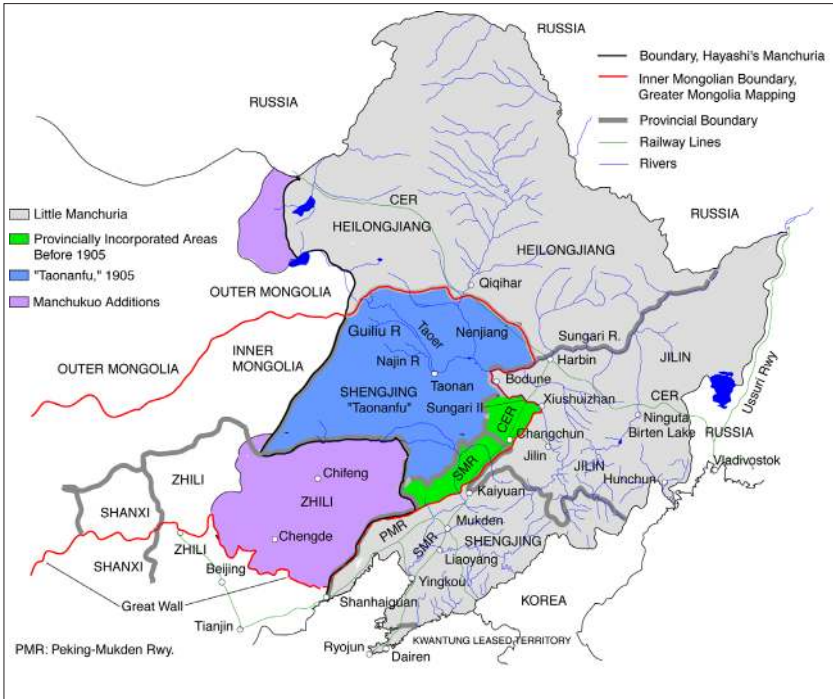 RUSSIA
Boundary, Hayashi's Manchuria
Inner Mongolian Boundary,
Greater Mongolia Mapping
Provincial Boundary
Railway Lines
Rivers
RUSSIA
Little Manchuria
Provincially Incorporated Areas
Before 1905
"Taonanfu," 1905
Manchukuo Additions
CER
HEILONGJIANG
RUSSIA
HEILONGJIANG
OUTER MONGOLIA
Qiqihar
Guiliu R
Taoer
Nenjiang
Sungari R.
INNER
MONGOLIA
OUTER MONGOLIA
Najin R
Harbin
JILIN
Taonan
Bodune
SHENGJING
"Taonanfu"
Sungari II
Xiushuizhan
CER
CER
Ussuri Rwy
Ninguta
Birten Lake
RUSSIA
Changchun
Jilin
SMR
JILIN
Vladivostok
ZHILI
Chifeng
ZHILI
Hunchun
Kaiyuan
SHANXI
PMR
Mukden
SHENGJING
SMR
Chengde
ZHILI
SHANXI
Liaoyang
Beijing
Yingkou
Great Wall
Shanhaiguan
KOREA
Tianjin
KWANTUNG LEASED TERRITORY
PMR: Peking-Mukden Rwy.
Ryojun
Dairen